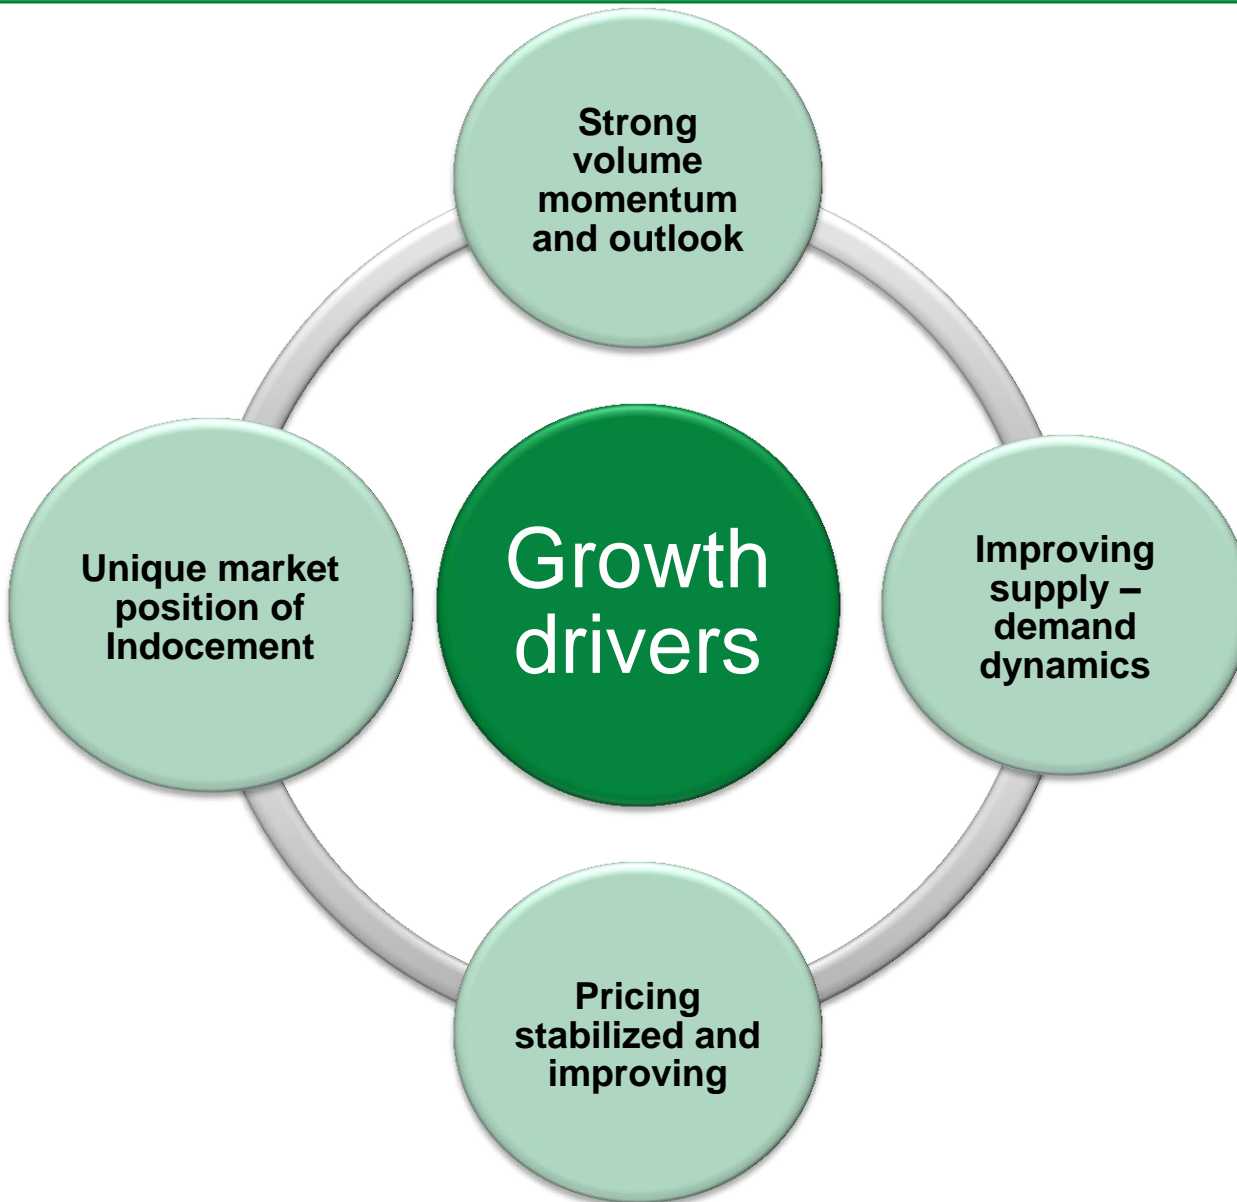 Strong
volume
momentum
and outlook
Growth
drivers
Improving
supply –
demand
dynamics
Unique market
position of
Indocement
Pricing
stabilized and
improving